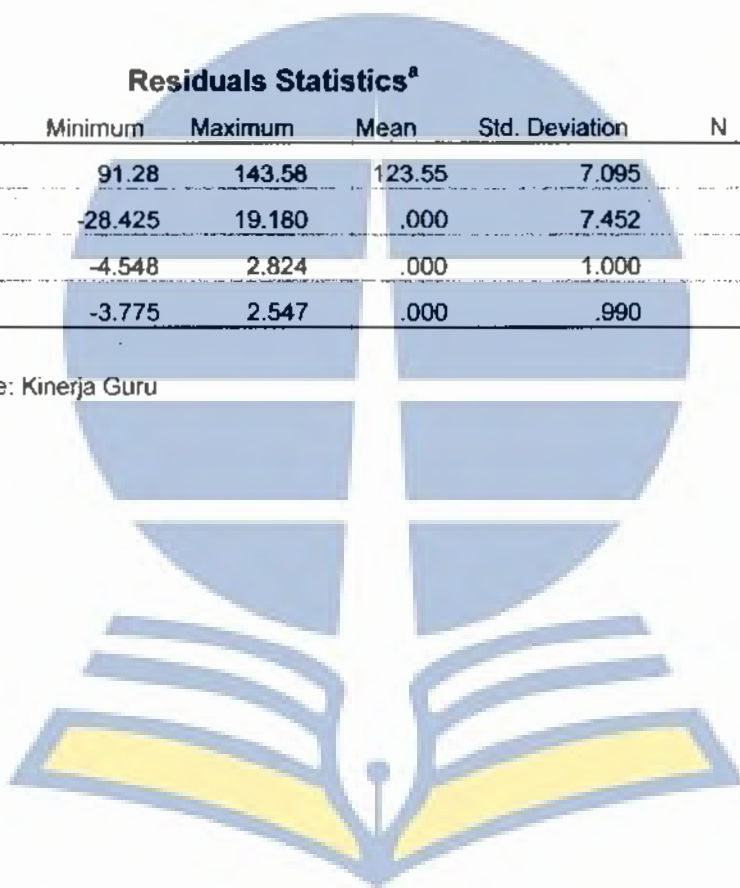 Residuals Statisticsª
Minimum Maximum Mean Std. Deviation N
91.28 143.58 123.55 7.095
-28.425 19.180 .000 7.452
-4.548 2.824 .000 1.000
-3.775 2.547 .000 .990
e: Kinerja Guru